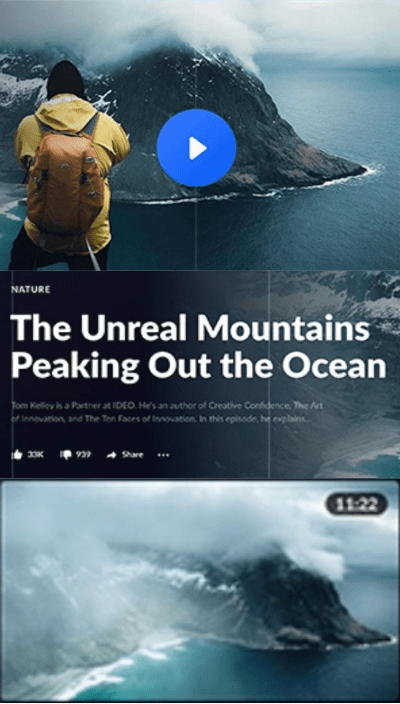 NATURE
The Unreal Mountains
Peaking Out the Ocean
Tom Kelley is a Partner at IDEO. He's an author of Creative Confidence, The Art
of Innovation, and The Ten Faces of Innovation. In this episode, he explains...
33K 939 Share
11:22